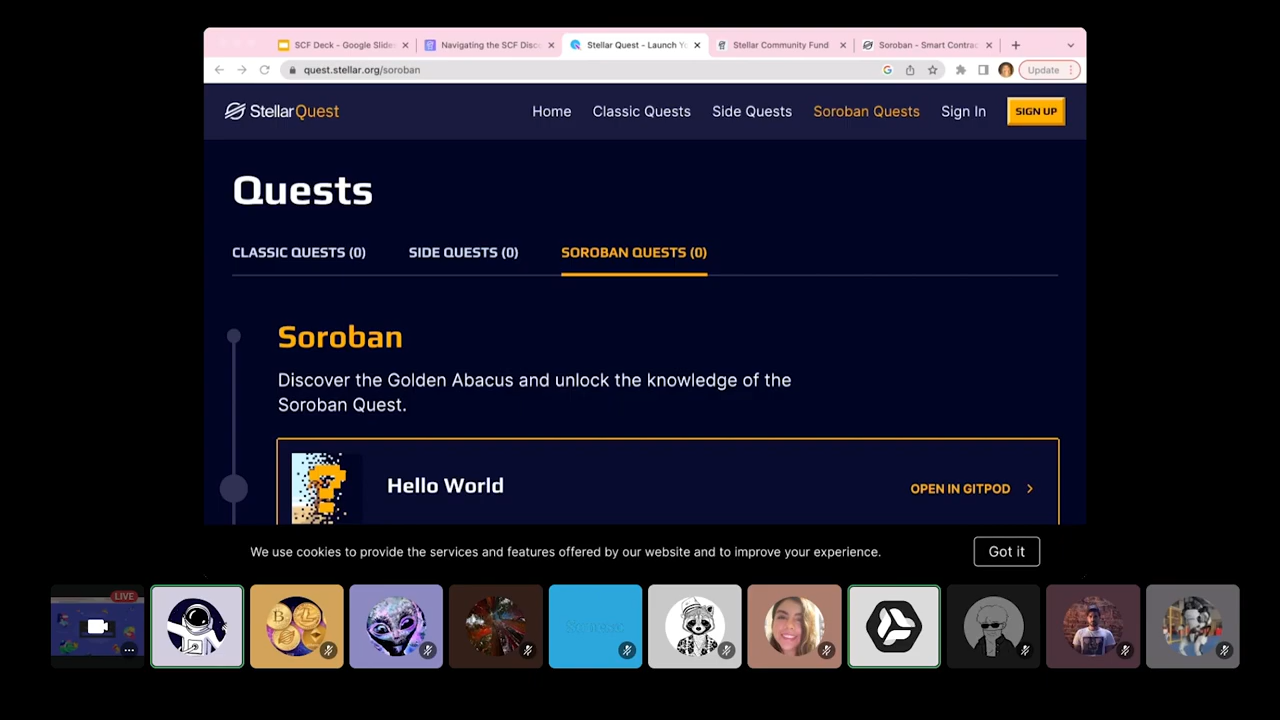 SCF Deck - Google Slide
Navigating the SCF Disc
Stellar Quest - Launch Yo
Stellar Community Fund
Soroban - Smart Contrac
Update
quest.stellar.org/soroban
StellarQuest
Home
Classic Quests
Side Quests
Soroban Quests
Sign In
SIGN UP
Quests
CLASSIC QUESTS (0)
SIDE QUESTS (0)
SOROBAN QUESTS (0)
Soroban
Discover the Golden Abacus and unlock the knowledge of the
Soroban Quest.
Hello World
OPEN IN GITPOD
We use cookies to provide the services and features offered by our website and to improve your experience.
Got it
LIVE